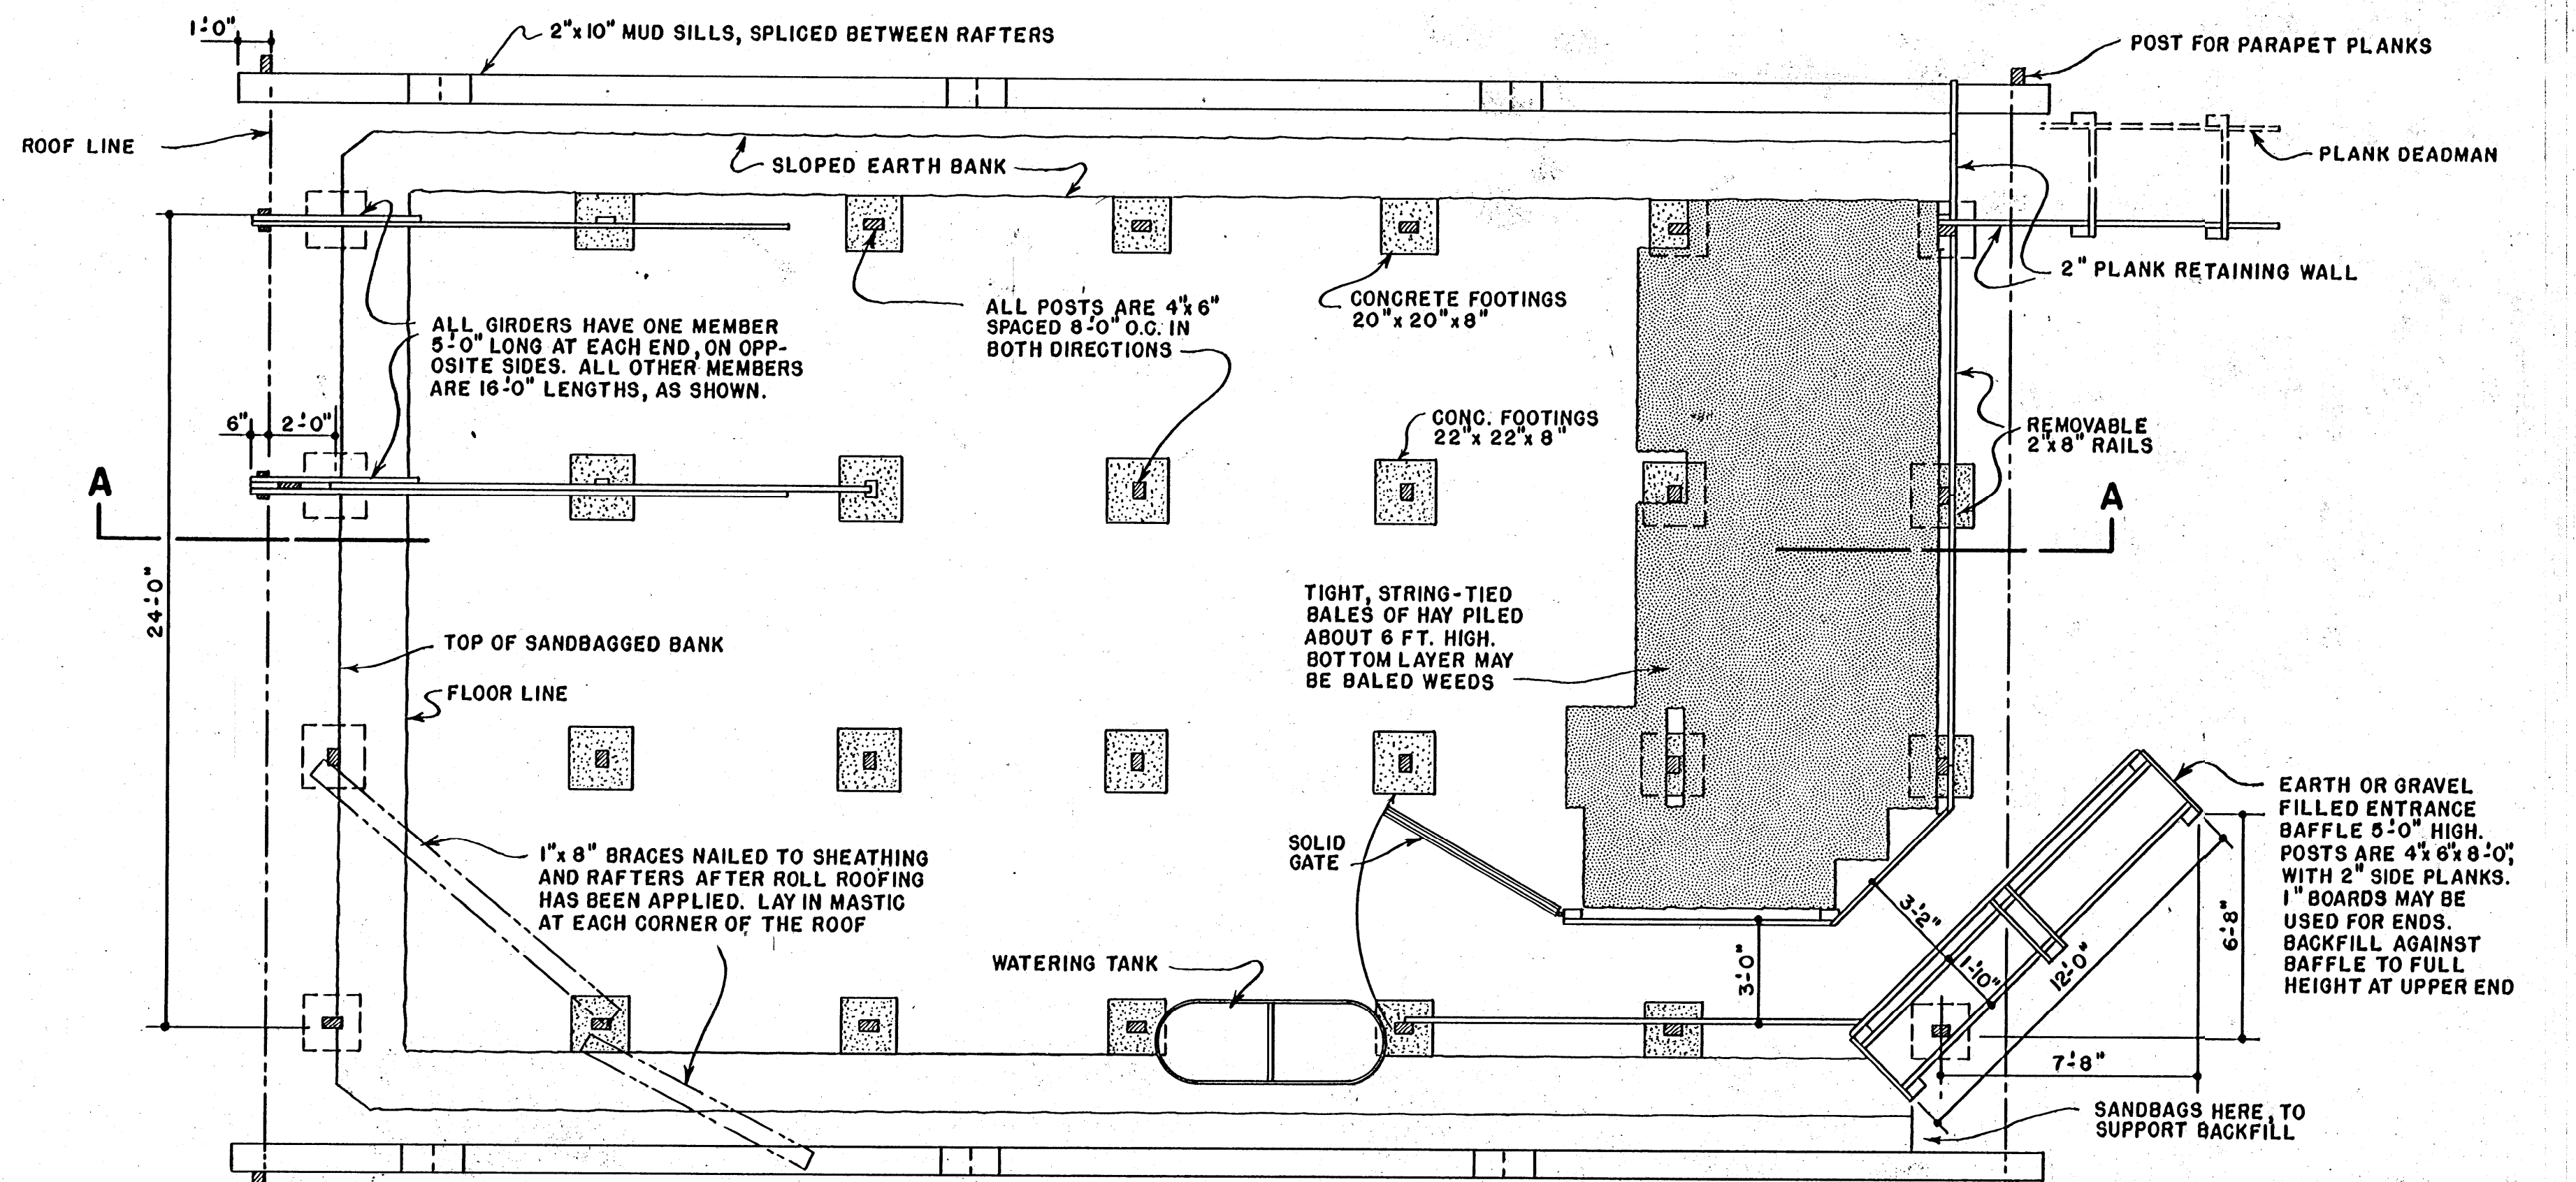 1'-0"
2"x10" MUD SILLS, SPLICED BETWEEN RAFTERS
POST FOR PARAPET PLANKS
ROOF LINE
SLOPED EARTH BANK
PLANK DEADMAN
2" PLANK RETAINING WALL
ALL GIRDERS HAVE ONE MEMBER
5'-0" LONG AT EACH END, ON OPP-
OSITE SIDES. ALL OTHER MEMBERS
ARE 16'-0" LENGTHS, AS SHOWN.
ALL POSTS ARE 4"x6"
SPACED 8'-0" O.C. IN
BOTH DIRECTIONS
CONCRETE FOOTINGS
20"x 20"x 8"
6"
2'-0"
CONC. FOOTINGS
22"x 22"x 8"
REMOVABLE
2"x8" RAILS
A
A
24'-0"
TIGHT, STRING-TIED
BALES OF HAY PILED
ABOUT 6 FT. HIGH.
BOTTOM LAYER MAY
BE BALED WEEDS
TOP OF SANDBAGGED BANK
FLOOR LINE
1"x 8" BRACES NAILED TO SHEATHING
AND RAFTERS AFTER ROLL ROOFING
HAS BEEN APPLIED. LAY IN MASTIC
AT EACH CORNER OF THE ROOF
SOLID
GATE
EARTH OR GRAVEL
FILLED ENTRANCE
BAFFLE 5'-0" HIGH.
POSTS ARE 4"x 6"x 8'-0",
WITH 2" SIDE PLANKS.
1" BOARDS MAY BE
USED FOR ENDS.
BACKFILL AGAINST
BAFFLE TO FULL
HEIGHT AT UPPER END
WATERING TANK
3'-0"
3'-2"
1'-10"
12'-0"
6'-8"
7'-8"
SANDBAGS HERE, TO
SUPPORT BACKFILL